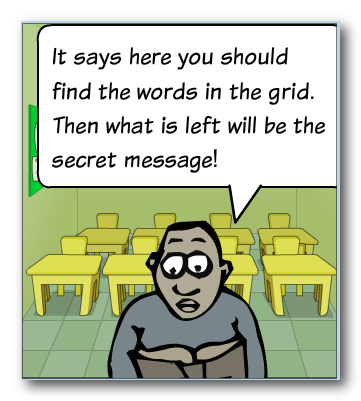 It says here you should
find the words in the grid.
Then what is left will be the
secret message!